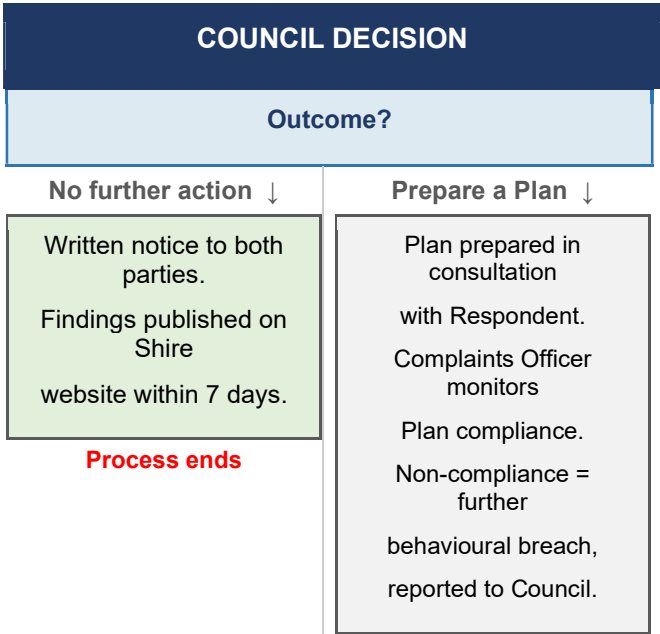 COUNCIL DECISION
Outcome?
No further action ↓
Written notice to both
parties.
Findings published on
Shire
website within 7 days.
Process ends
Prepare a Plan ↓
Plan prepared in
consultation
with Respondent.
Complaints Officer
monitors
Plan compliance.
Non-compliance =
further
behavioural breach,
reported to Council.